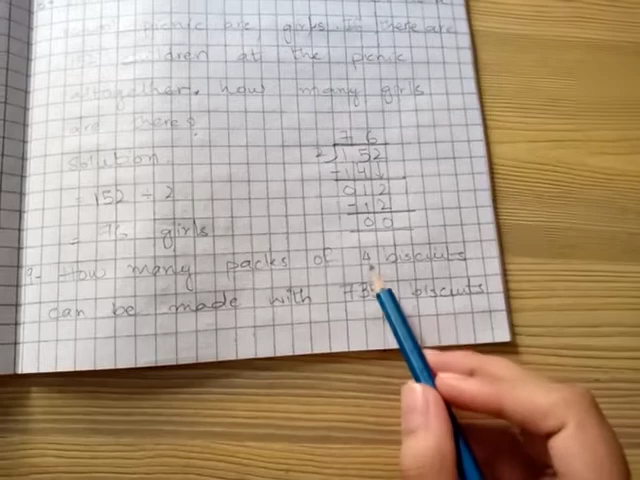 picnic are girls. If there are
152 children at the picnic
altogether. how many girls
are there?
solution
= 152 ÷ 2
= 76 girls
76
2)152
-14↓
012
-12
00
9- How many packs of 4 biscuits
can be made with biscuits